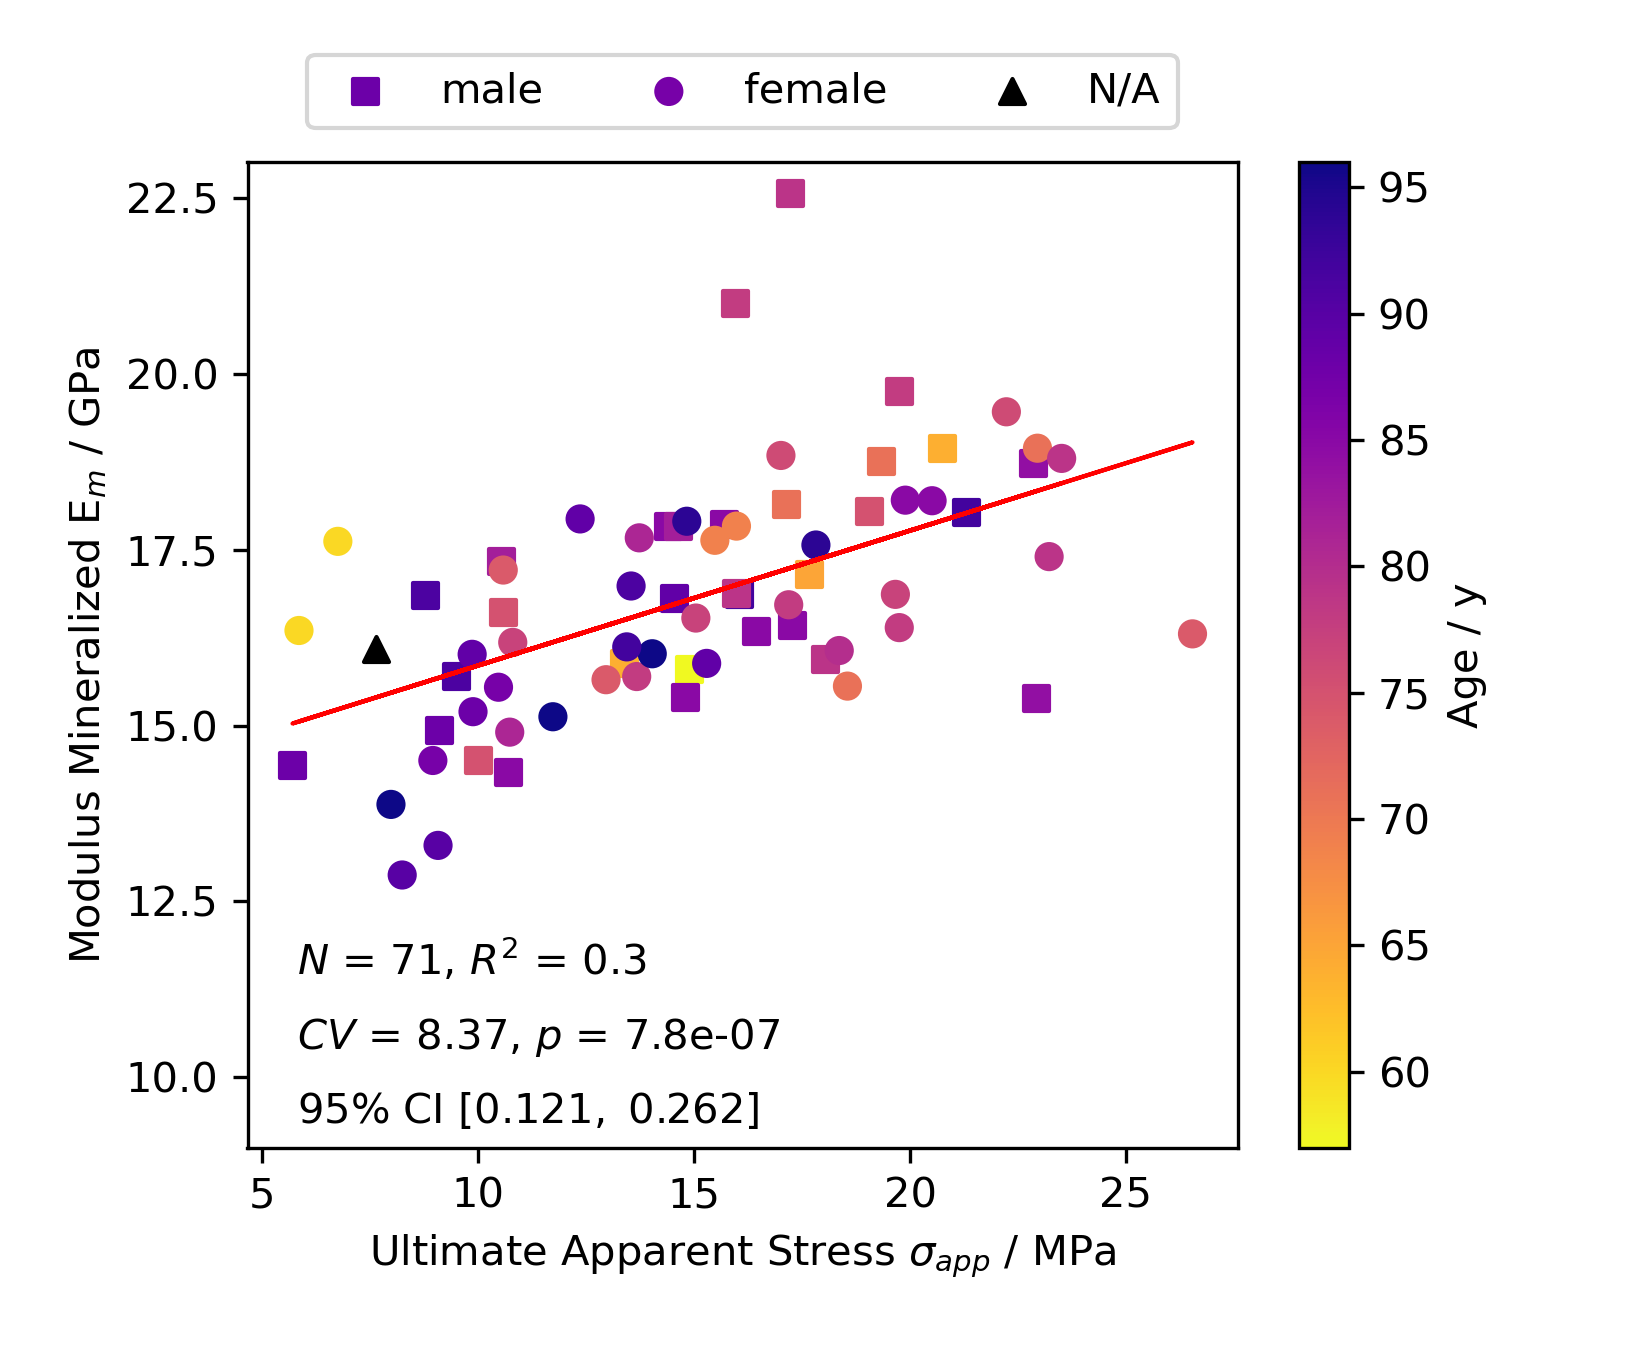 male female N/A
22.5
20.0
17.5
15.0
12.5
10.0
Modulus Mineralized E_m / GPa
N = 71, R² = 0.3
CV = 8.37, p = 7.8e-07
95% CI [0.121, 0.262]
5 10 15 20 25
Ultimate Apparent Stress σ_app / MPa
95
90
85
80
75
70
65
60
Age / y